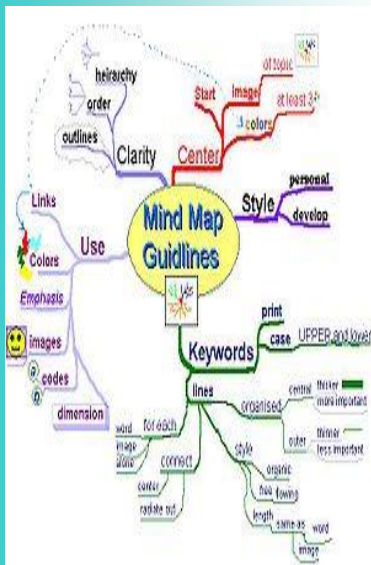 Mind Map
Guidlines
Center
Start
image
of topic
at least 3
3 colors
Style
personal
develop
Keywords
print
case
UPPER and lower
lines
organised
central
thicker
more important
outer
thinner
less important
style
organic
free
flowing
length
same as
word
image
connect
center
radiate out
for each
word
image
alone
Use
Links
Colors
Emphasis
images
codes
dimension
Clarity
heirarchy
order
outlines